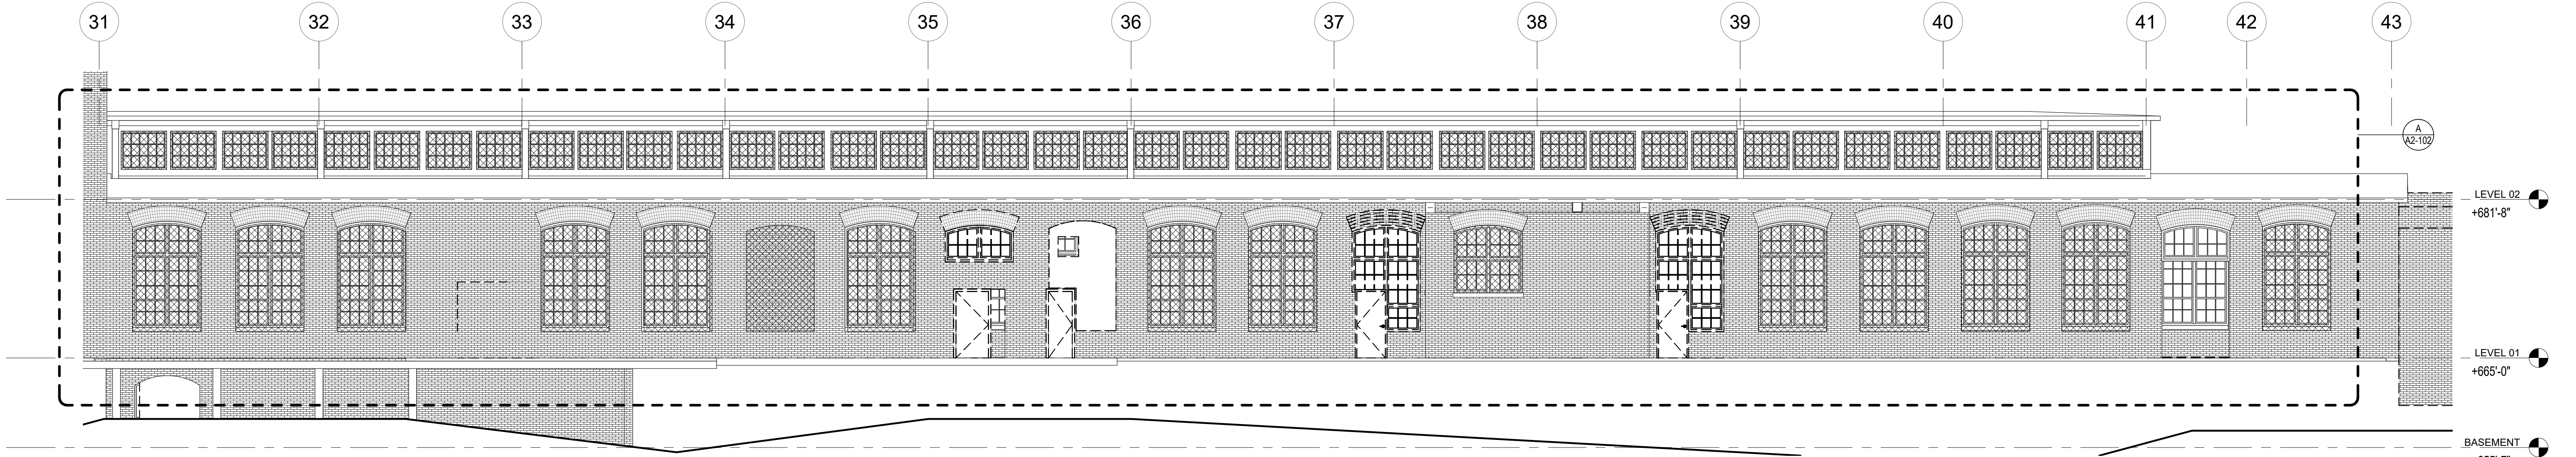 31 32 33 34 35 36 37 38 39 40 41 42 43
A
A2-102
LEVEL 02
+681'-8"
LEVEL 01
+665'-0"
BASEMENT